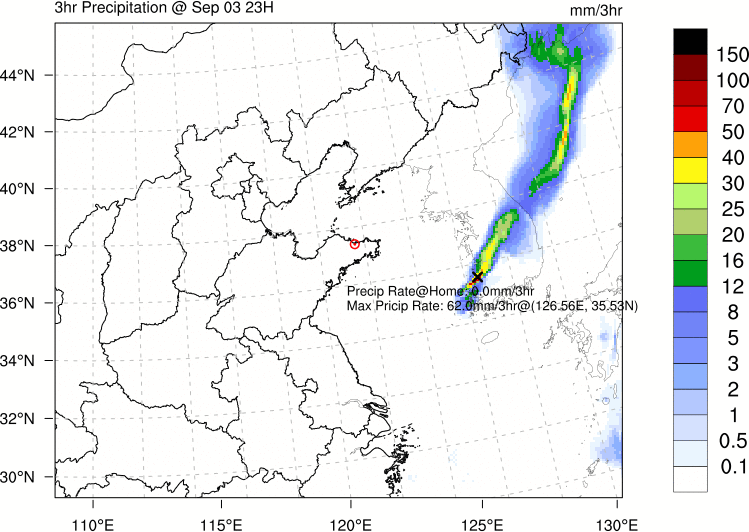 3hr Precipitation @ Sep 03 23H
mm/3hr
44°N
42°N
40°N
38°N
36°N
34°N
32°N
30°N
110°E
115°E
120°E
125°E
130°E
Precip Rate@Home: 0.0mm/3hr
Max Pricip Rate: 62.0mm/3hr@(126.56E, 35.53N)
150
100
70
50
40
30
25
20
16
12
8
5
3
2
1
0.5
0.1